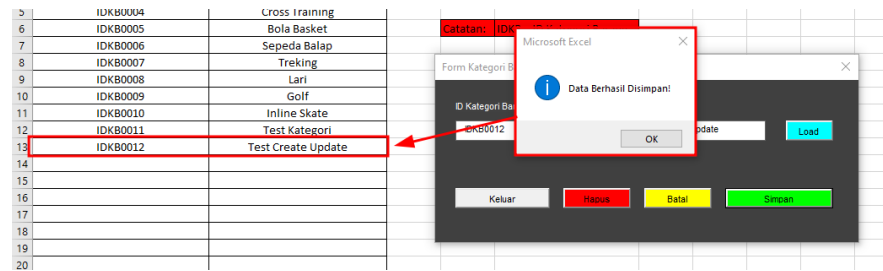 5 IDKB0004 Cross Training
6 IDKB0005 Bola Basket
7 IDKB0006 Sepeda Balap
8 IDKB0007 Treking
9 IDKB0008 Lari
10 IDKB0009 Golf
11 IDKB0010 Inline Skate
12 IDKB0011 Test Kategori
13 IDKB0012 Test Create Update
14
15
16
17
18
19
20
Catatan:
Microsoft Excel
Data Berhasil Disimpan!
OK
Form Kategori B
ID Kategori Bar
IDKB0012
pdate
Load
Keluar Hapus Batal Simpan